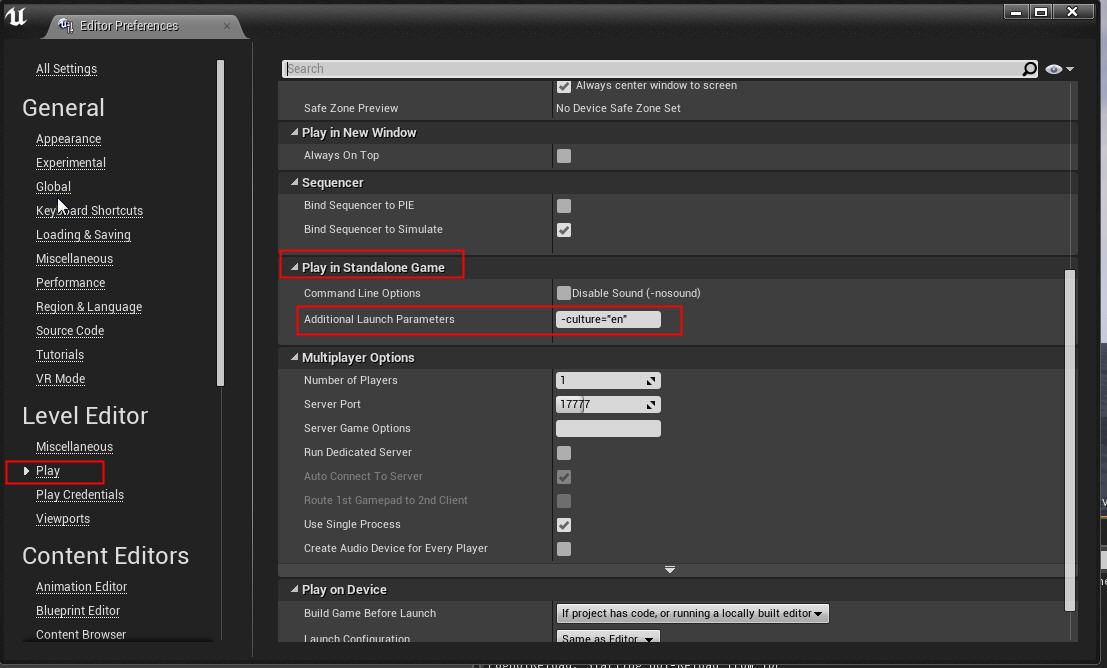 Editor Preferences
All Settings
General
Appearance
Experimental
Global
Keyboard Shortcuts
Loading & Saving
Miscellaneous
Performance
Region & Language
Source Code
Tutorials
VR Mode
Level Editor
Miscellaneous
Play
Play Credentials
Viewports
Content Editors
Animation Editor
Blueprint Editor
Content Browser
Search
Always center window to screen
Safe Zone Preview No Device Safe Zone Set
Play in New Window
Always On Top
Sequencer
Bind Sequencer to PIE
Bind Sequencer to Simulate
Play in Standalone Game
Command Line Options Disable Sound (-nosound)
Additional Launch Parameters -culture="en"
Multiplayer Options
Number of Players 1
Server Port 17777
Server Game Options
Run Dedicated Server
Auto Connect To Server
Route 1st Gamepad to 2nd Client
Use Single Process
Create Audio Device for Every Player
Play on Device
Build Game Before Launch If project has code, or running a locally built editor
Launch Configuration Same as Editor